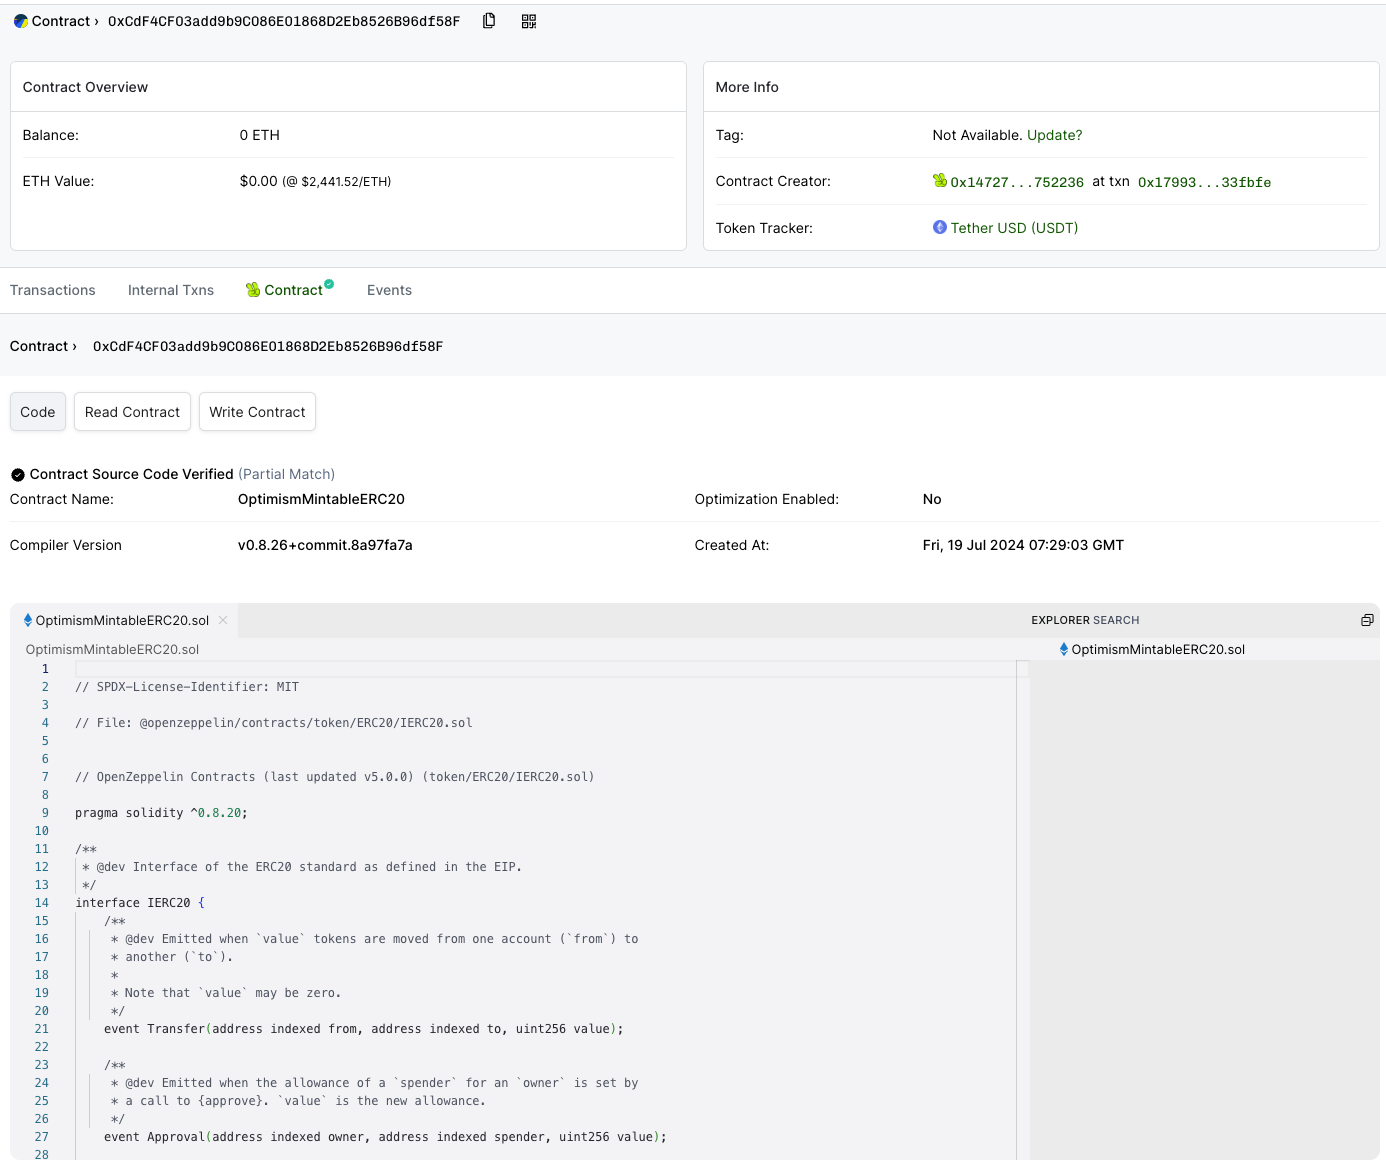 Contract › 0xCdF4CF03add9b9C086E01868D2Eb8526B96df58F
Contract Overview
Balance: 0 ETH
ETH Value: $0.00 (@ $2,441.52/ETH)
More Info
Tag: Not Available. Update?
Contract Creator: 0x14727...752236 at txn 0x17993...33fbfe
Token Tracker: Tether USD (USDT)
Transactions Internal Txns Contract Events
Contract › 0xCdF4CF03add9b9C086E01868D2Eb8526B96df58F
Code Read Contract Write Contract
Contract Source Code Verified (Partial Match)
Contract Name: OptimismMintableERC20 Optimization Enabled: No
Compiler Version v0.8.26+commit.8a97fa7a Created At: Fri, 19 Jul 2024 07:29:03 GMT
OptimismMintableERC20.sol
OptimismMintableERC20.sol
EXPLORER SEARCH
OptimismMintableERC20.sol
1
2 // SPDX-License-Identifier: MIT
3
4 // File: @openzeppelin/contracts/token/ERC20/IERC20.sol
5
6
7 // OpenZeppelin Contracts (last updated v5.0.0) (token/ERC20/IERC20.sol)
8
9 pragma solidity ^0.8.20;
10
11 /**
12 * @dev Interface of the ERC20 standard as defined in the EIP.
13 */
14 interface IERC20 {
15 /**
16 * @dev Emitted when `value` tokens are moved from one account (`from`) to
17 * another (`to`).
18 *
19 * Note that `value` may be zero.
20 */
21 event Transfer(address indexed from, address indexed to, uint256 value);
22
23 /**
24 * @dev Emitted when the allowance of a `spender` for an `owner` is set by
25 * a call to {approve}. `value` is the new allowance.
26 */
27 event Approval(address indexed owner, address indexed spender, uint256 value);
28